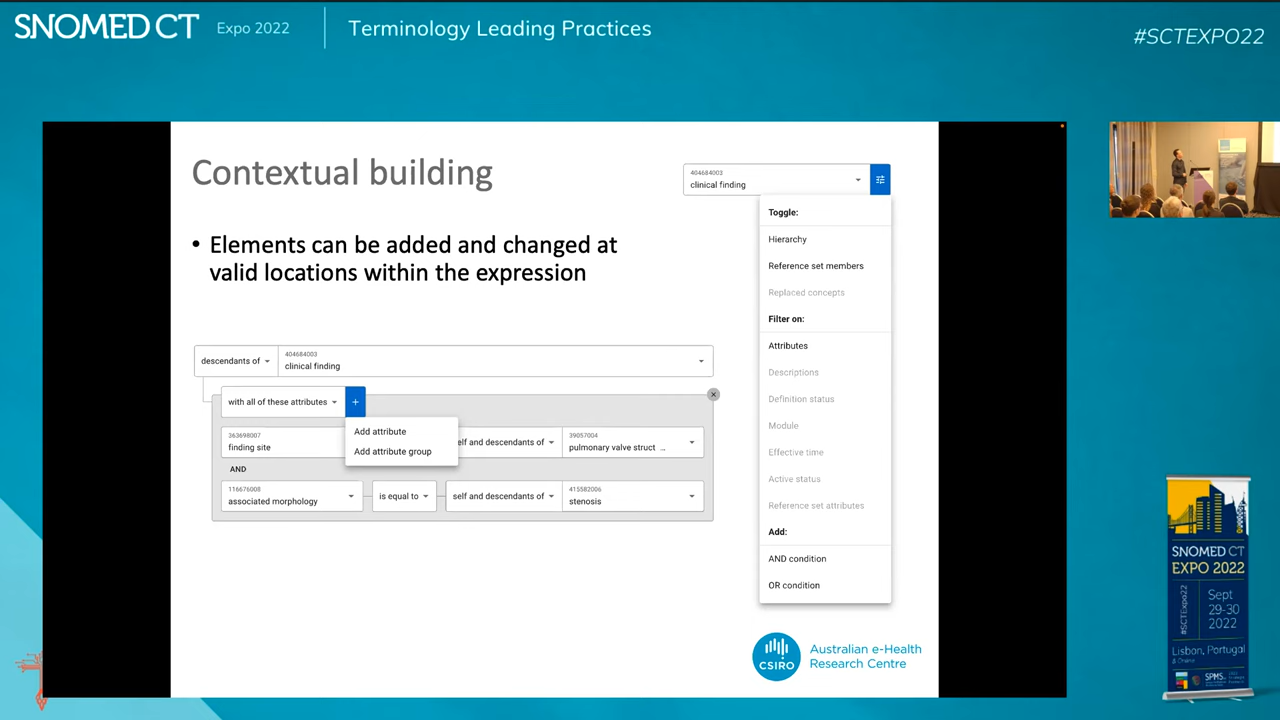 SNOMED CT
Expo 2022
Terminology Leading Practices
#SCTEXPO22
Contextual building
• Elements can be added and changed at
valid locations within the expression
descendants of
404684003
clinical finding
with all of these attributes
+
Add attribute
Add attribute group
363698007
finding site
elf and descendants of
39057004
pulmonary valve struct ...
AND
116676008
associated morphology
is equal to
self and descendants of
415582006
stenosis
404684003
clinical finding
Toggle:
Hierarchy
Reference set members
Replaced concepts
Filter on:
Attributes
Descriptions
Definition status
Module
Effective time
Active status
Reference set attributes
Add:
AND condition
OR condition
CSIRO
Australian e-Health
Research Centre
SNOMED CT
EXPO 2022
#SCTExpo22
Sept
29-30
2022
Lisbon, Portugal
& Online
SPMS